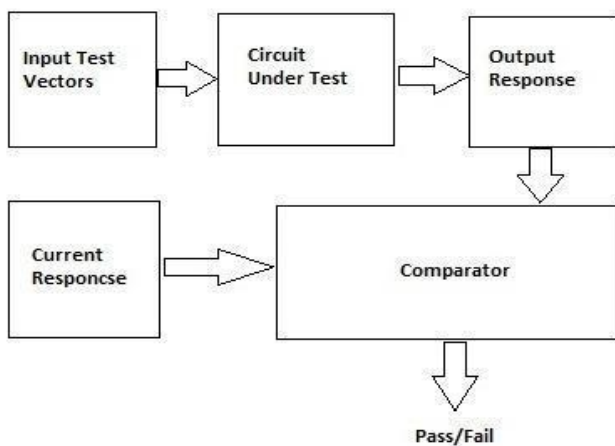 Input Test
Vectors
Circuit
Under Test
Output
Response
Current
Responcse
Comparator
Pass/Fail